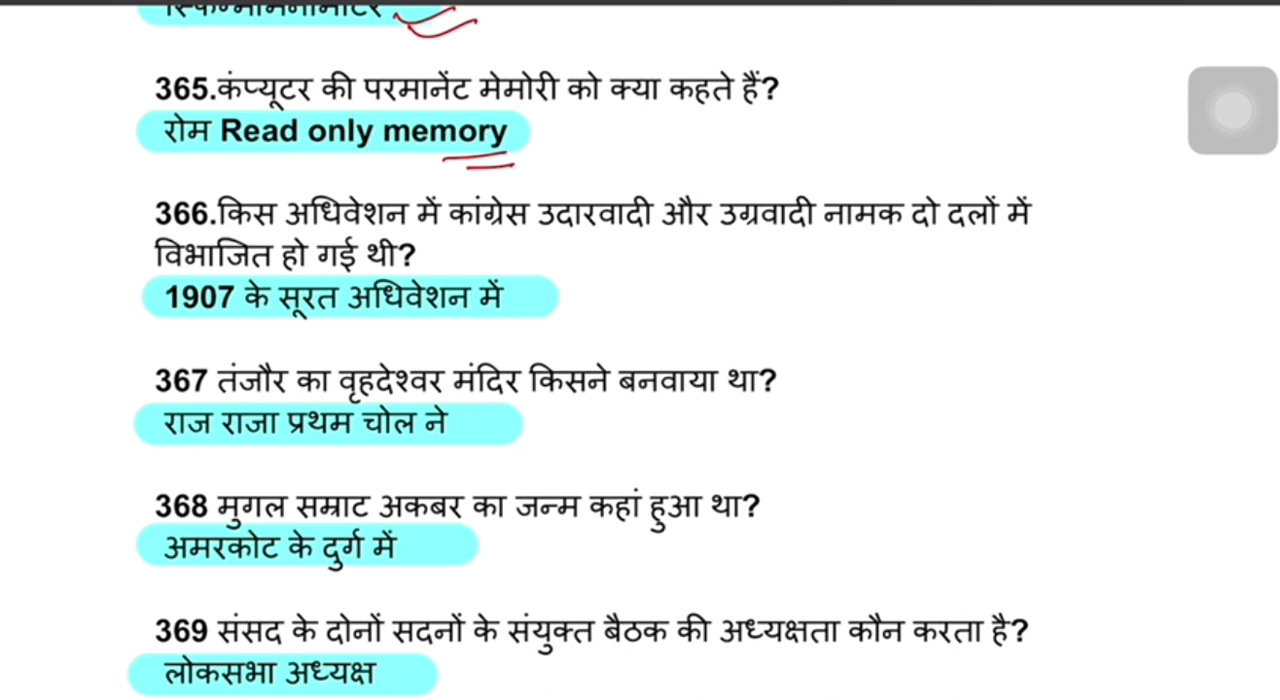 365.कंप्यूटर की परमानेंट मेमोरी को क्या कहते हैं?
रोम Read only memory
366.किस अधिवेशन में कांग्रेस उदारवादी और उग्रवादी नामक दो दलों में
विभाजित हो गई थी?
1907 के सूरत अधिवेशन में
367 तंजौर का वृहदेश्वर मंदिर किसने बनवाया था?
राज राजा प्रथम चोल ने
368 मुगल सम्राट अकबर का जन्म कहां हुआ था?
अमरकोट के दुर्ग में
369 संसद के दोनों सदनों के संयुक्त बैठक की अध्यक्षता कौन करता है?
लोकसभा अध्यक्ष